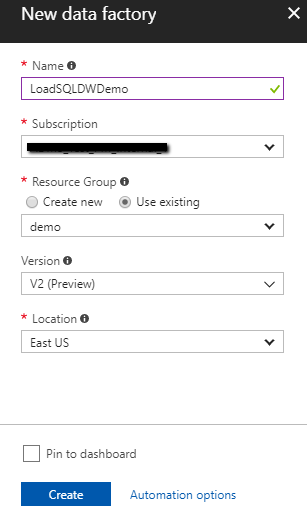 New data factory
* Name
LoadSQLDWDemo
* Subscription
* Resource Group
Create new Use existing
demo
Version
V2 (Preview)
* Location
East US
Pin to dashboard
Create Automation options